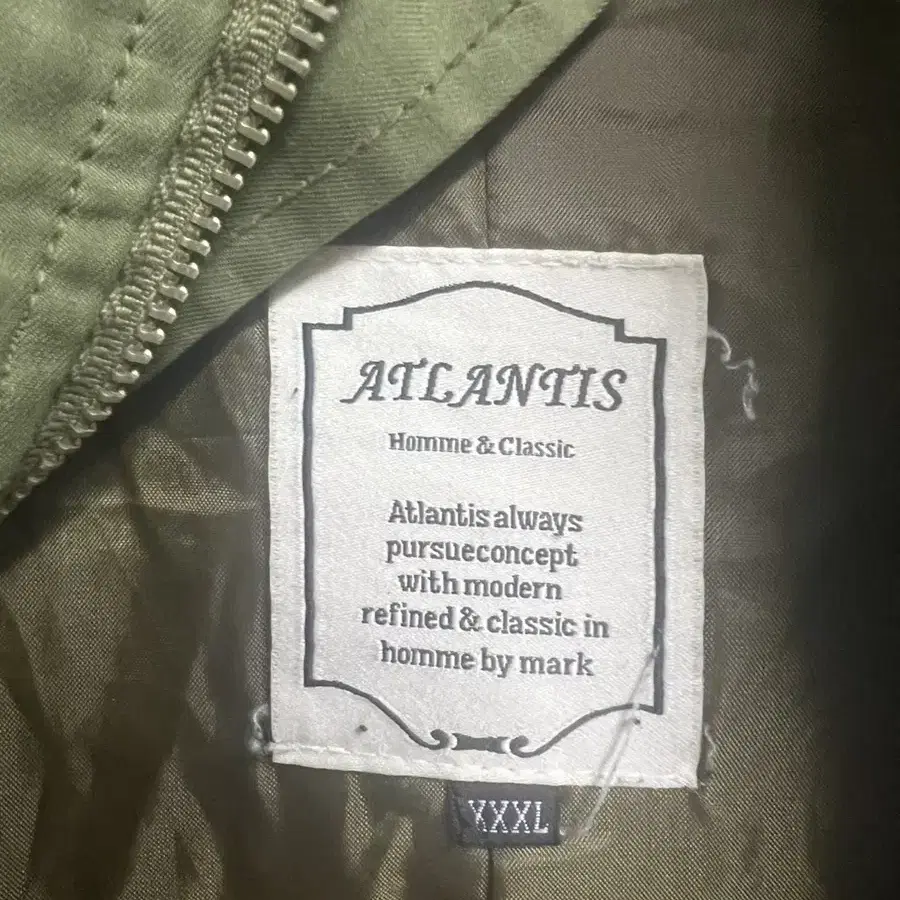 ATLANTIS
Homme & Classic
Atlantis always
pursueconcept
with modern
refined & classic in
homme by mark
XXXL